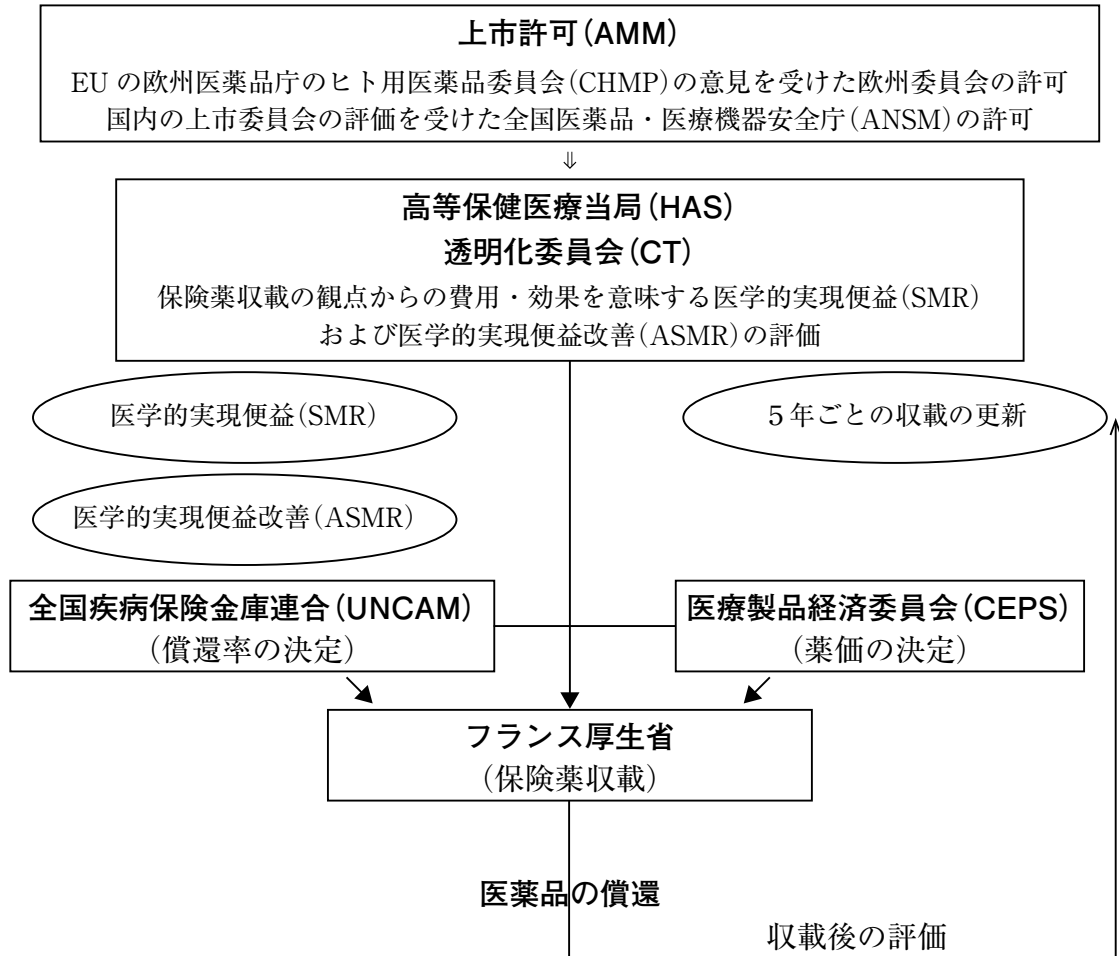 上市許可(AMM)
EUの欧州医薬品庁のヒト用医薬品委員会(CHMP)の意見を受けた欧州委員会の許可
国内の上市委員会の評価を受けた全国医薬品・医療機器安全庁(ANSM)の許可
⇓
高等保健医療当局(HAS)
透明化委員会(CT)
保険薬収載の観点からの費用・効果を意味する医学的実現便益(SMR)
および医学的実現便益改善(ASMR)の評価
医学的実現便益(SMR)
5年ごとの収載の更新
医学的実現便益改善(ASMR)
全国疾病保険金庫連合(UNCAM)
(償還率の決定)
医療製品経済委員会(CEPS)
(薬価の決定)
フランス厚生省
(保険薬収載)
医薬品の償還
収載後の評価